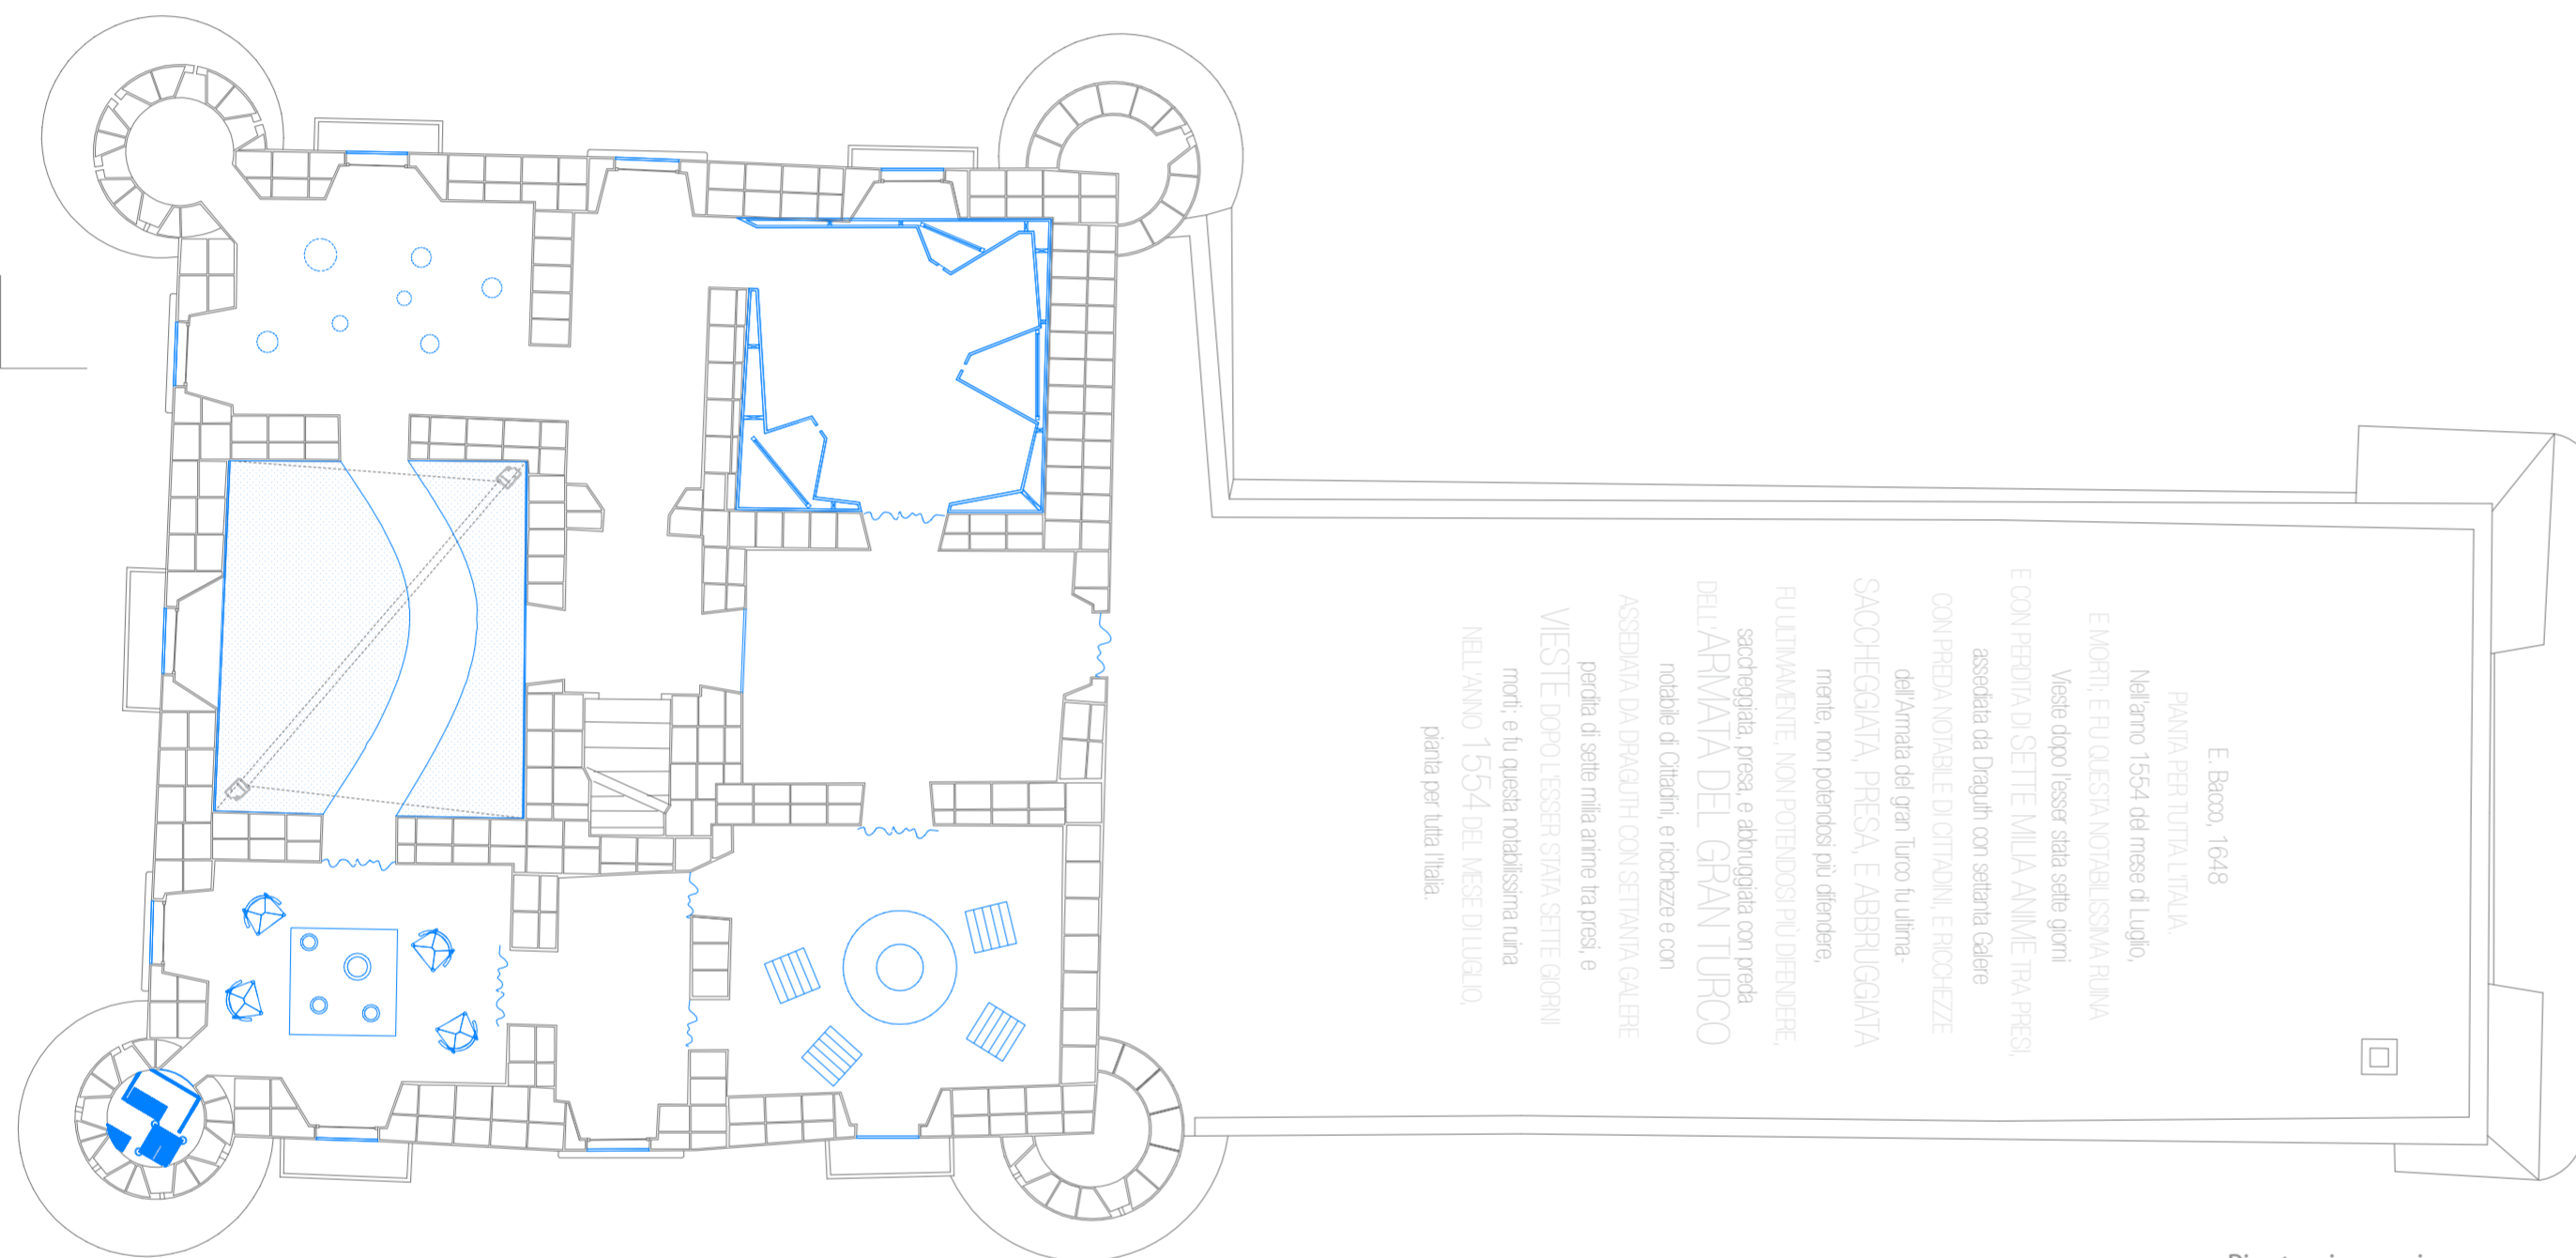 E. Bacco, 1648
Nell'anno 1554 del mese di Luglio,
Vieste dopo l'esser stata sette giorni
assediata da Draguth con settanta Galere
dell'Armata del gran Turco fu ultima-
mente, non potendosi più difendere,
saccheggiata, presa, e abbruggiata con preda
notabile di Cittadini, e ricchezze e con
perdita di sette milia anime tra presi, e
morti; e fu questa notabilissima ruina
pianta per tutta l'Italia.
NELL'ANNO 1554 DEL MESE DI LUGLIO,
VIESTE DOPO L'ESSER STATA SETTE GIORNI
ASSEDIATA DA DRAGUTH CON SETTANTA GALERE
DELL'ARMATA DEL GRAN TURCO
FU ULTIMAMENTE, NON POTENDOSI PIÙ DIFENDERE,
SACCHEGGIATA, PRESA, E ABBRUGGIATA
CON PREDA NOTABILE DI CITTADINI, E RICCHEZZE
E CON PERDITA DI SETTE MILIA ANIME TRA PRESI,
E MORTI; E FU QUESTA NOTABILISSIMA RUINA
PIANTA PER TUTTA L'ITALIA.